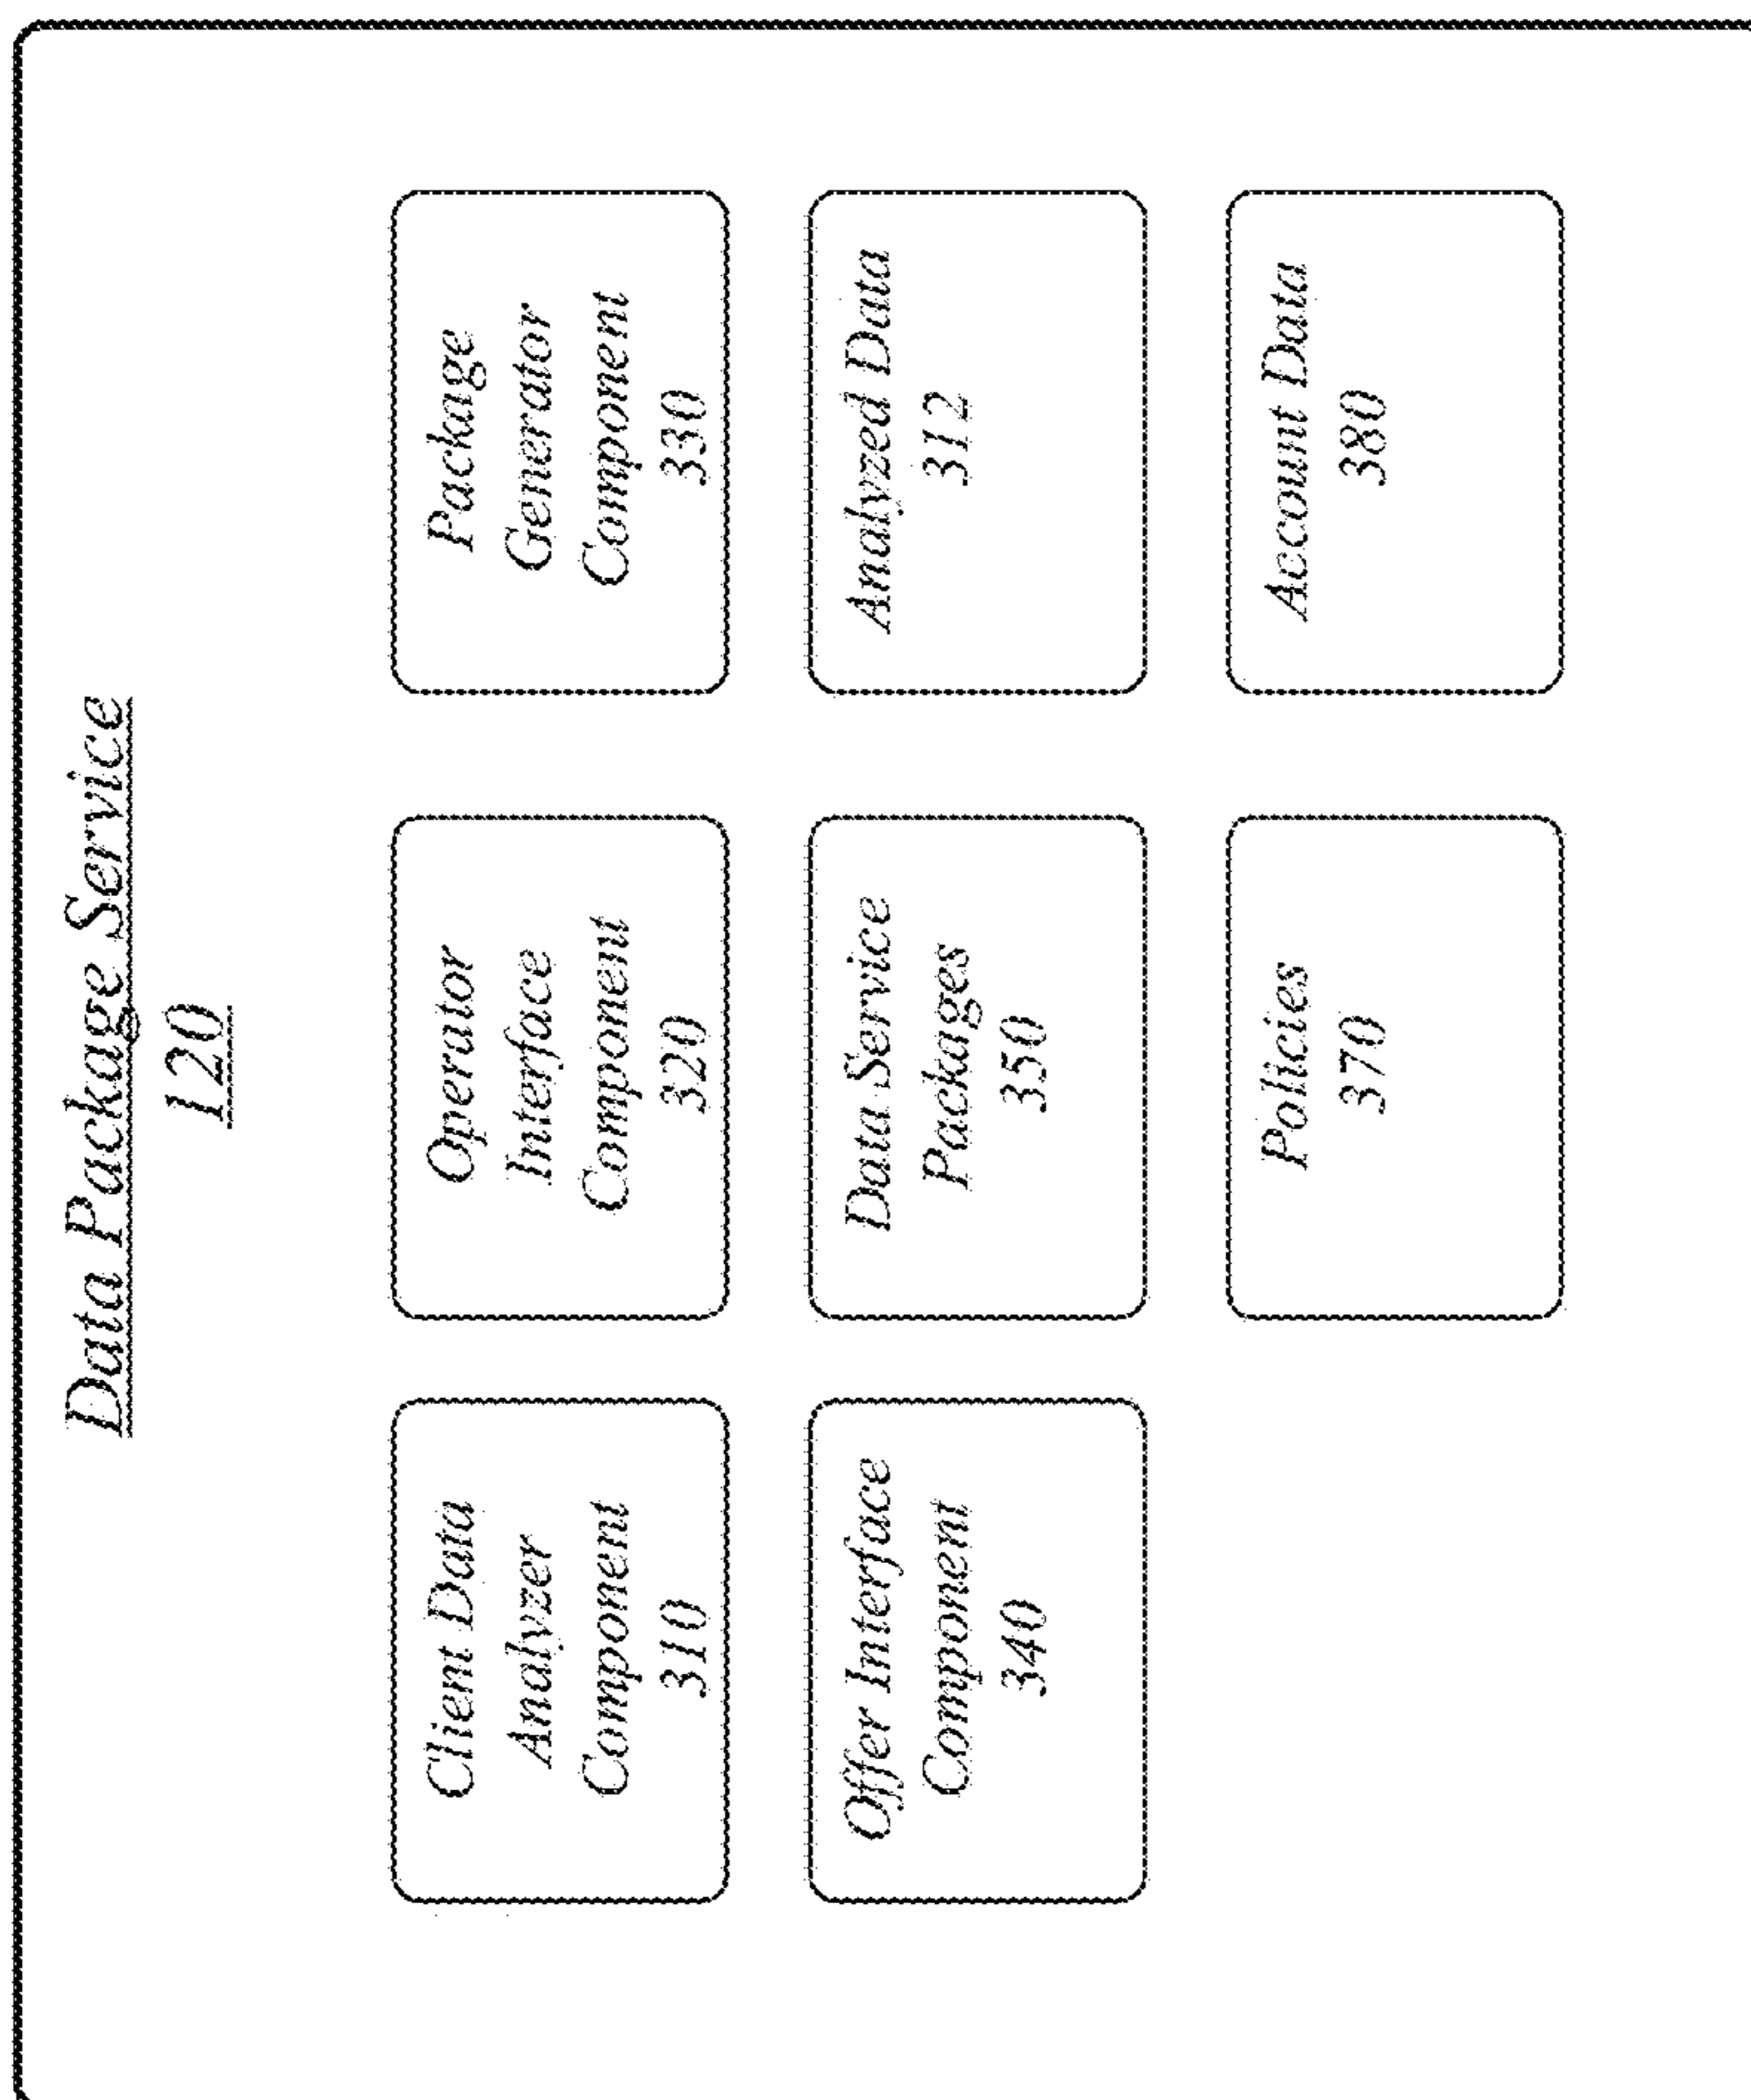 Data Package Service
120
Client Data
Analyzer
Component
310
Operator
Interface
Component
320
Package
Generator
Component
330
Offer Interface
Component
340
Data Service
Packages
350
Analyzed Data
312
Policies
370
Account Data
380